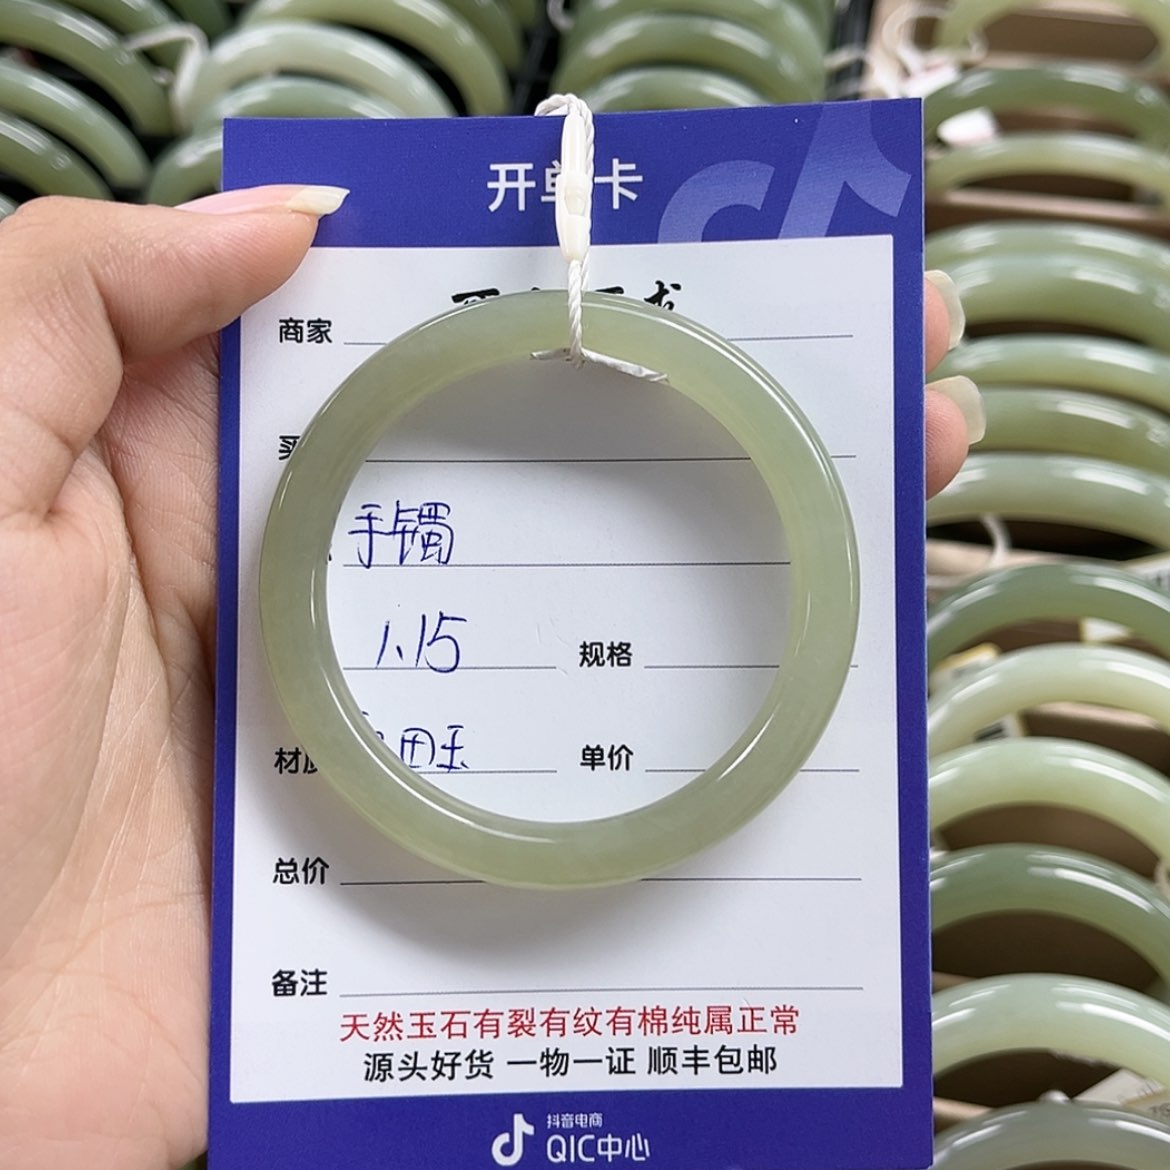 开单卡
商家
手镯
1.15
规格
材
田玉
单价
总价
备注
天然玉石有裂有纹有棉纯属正常
源头好货 一物一证 顺丰包邮
抖音电商
QIC中心